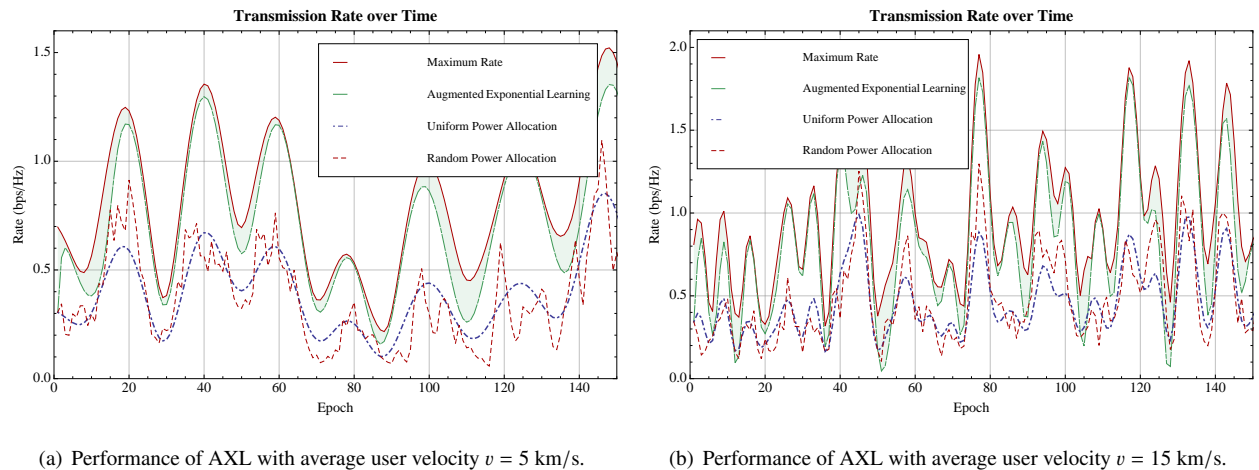 Transmission Rate over Time
Rate (bps/Hz)
1.5
1.0
0.5
0.0
Maximum Rate
Augmented Exponential Learning
Uniform Power Allocation
Random Power Allocation
0 20 40 60 80 100 120 140
Epoch
(a) Performance of AXL with average user velocity v = 5 km/s.
Transmission Rate over Time
Rate (bps/Hz)
2.0
1.5
1.0
0.5
0.0
Maximum Rate
Augmented Exponential Learning
Uniform Power Allocation
Random Power Allocation
0 20 40 60 80 100 120 140
Epoch
(b) Performance of AXL with average user velocity v = 15 km/s.